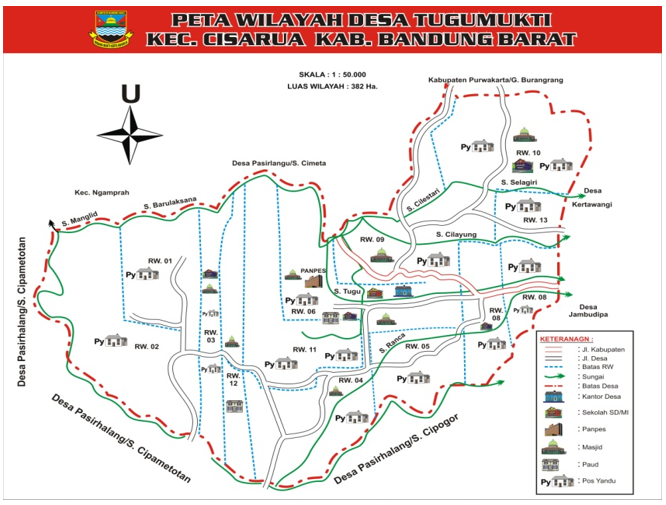 PETA WILAYAH DESA TUGUMUKTI
KEC. CISARUA KAB. BANDUNG BARAT
SKALA : 1 : 50.000
LUAS WILAYAH : 382 Ha.
Kabupaten Purwakarta/G. Burangrang
U
Py
RW. 10
Py
Desa Pasirlangu/S. Cimeta
Kec. Ngamprah
S. Selagiri
Desa
Kertawangi
S. Manglid
S. Barulaksana
S. Cilestari
Py
RW. 13
RW. 09
S. Cilayung
Py
Py
RW. 01
Py
PANPES
S. Tugu
Py
RW. 06
RW. 08
Py
RW. 08
Desa
Jambudipa
Desa Pasirhalang/S. Cipametotan
Py
RW. 02
RW. 03
RW. 11
Py
Py
S. Ranca
RW. 05
Py
Py
RW. 12
RW. 04
Py
Py
Desa Pasirhalang/S. Cipametotan
Desa Pasirhalang/S. Cipogor
KETERANAGN :
: Jl. Kabupaten
: Jl. Desa
: Batas RW
: Sungai
: Batas Desa
: Kantor Desa
: Sekolah SD/MI
: Panpes
: Masjid
: Paud
Py : Pos Yandu